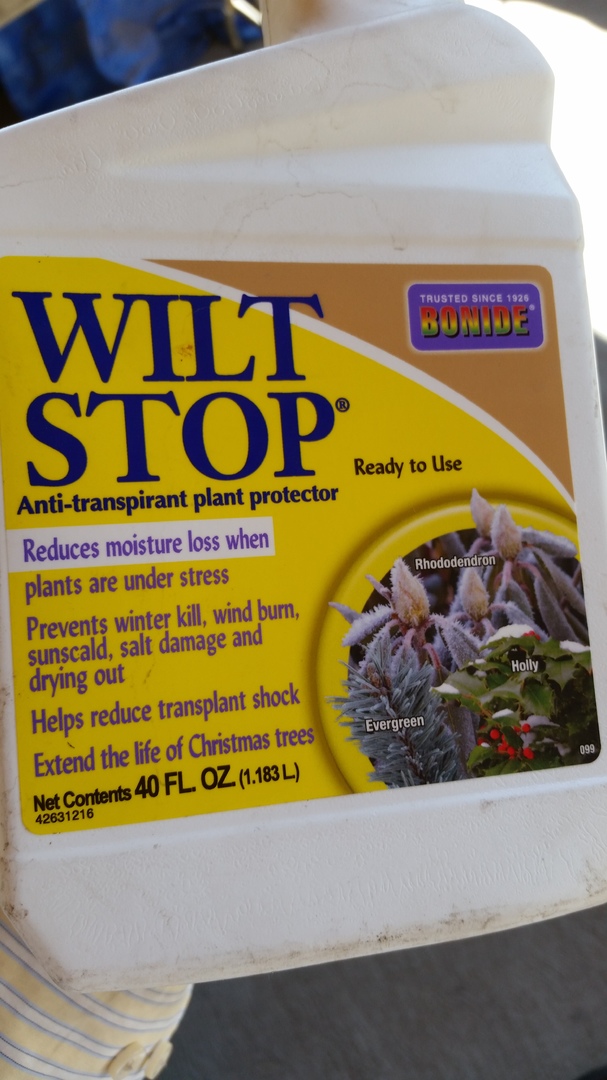 TRUSTED SINCE 1926
BONIDE®
WILT
STOP®
Ready to Use
Anti-transpirant plant protector
Reduces moisture loss when
plants are under stress
Prevents winter kill, wind burn,
sunscald, salt damage and
drying out
Helps reduce transplant shock
Extend the life of Christmas trees
Net Contents 40 FL. OZ. (1.183 L.)
42631216
Rhododendron
Holly
Evergreen
099